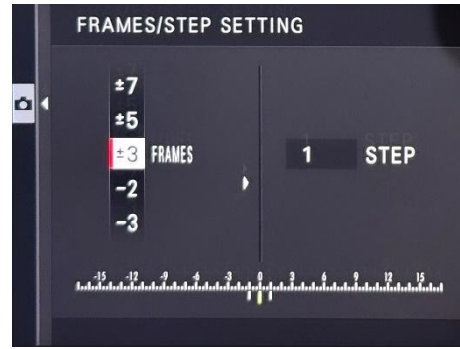 FRAMES/STEP SETTING
±7
±5
±3 FRAMES
1 STEP
-2
-3
-15 -12 -9 -6 -3 0 3 6 9 12 15